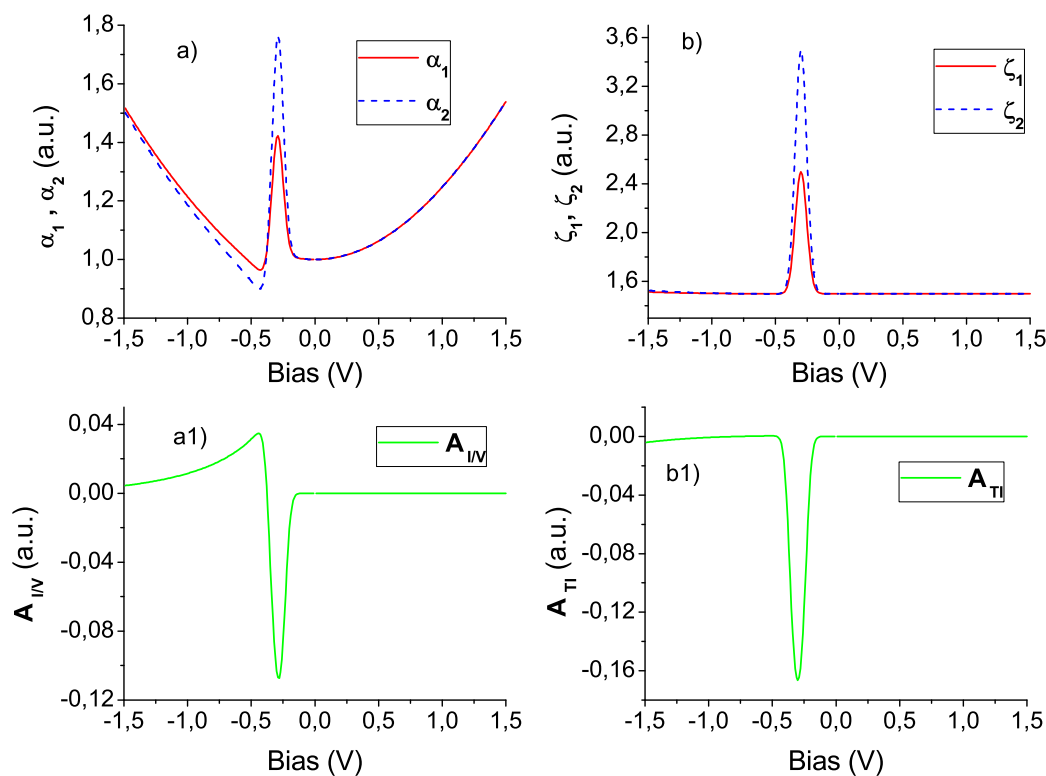 a)
α1
α2
1,8
1,6
1,4
1,2
1,0
0,8
α1 , α2 (a.u.)
-1,5 -1,0 -0,5 0,0 0,5 1,0 1,5
Bias (V)
b)
ζ1
ζ2
3,6
3,2
2,8
2,4
2,0
1,6
ζ1, ζ2 (a.u.)
-1,5 -1,0 -0,5 0,0 0,5 1,0 1,5
Bias (V)
a1)
A I/V
0,04
0,00
-0,04
-0,08
-0,12
A I/V (a.u.)
-1,5 -1,0 -0,5 0,0 0,5 1,0 1,5
Bias (V)
b1)
A TI
0,00
-0,04
-0,08
-0,12
-0,16
A TI (a.u.)
-1,5 -1,0 -0,5 0,0 0,5 1,0 1,5
Bias (V)